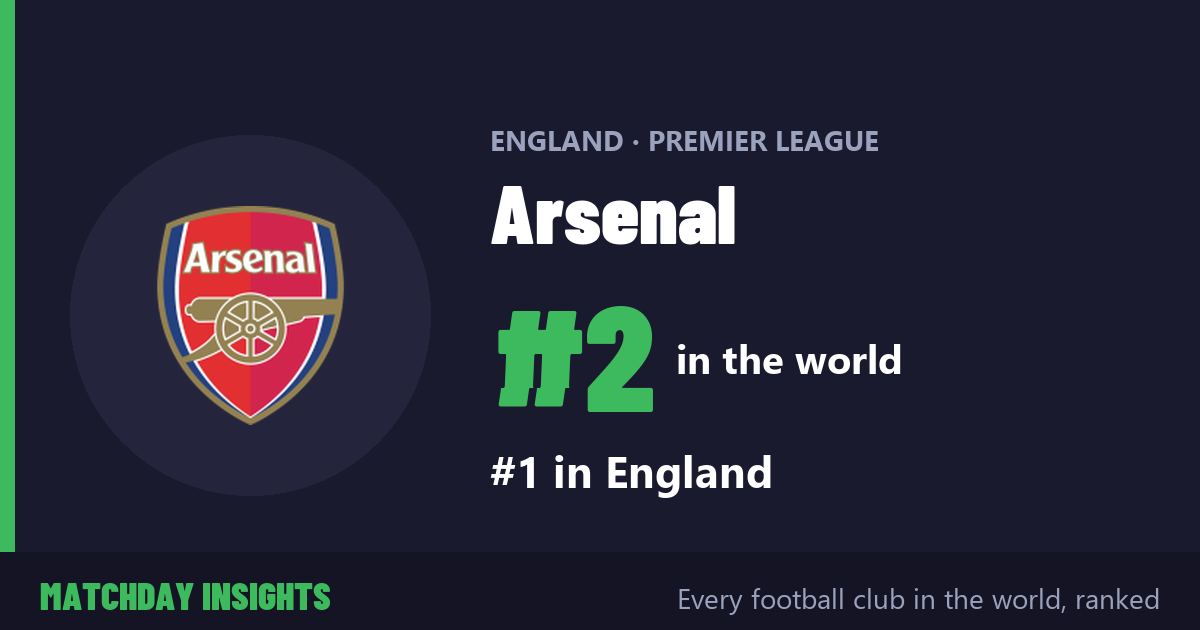 ENGLAND · PREMIER LEAGUE
Arsenal
Arsenal
#2 in the world
#1 in England
MATCHDAY INSIGHTS
Every football club in the world, ranked